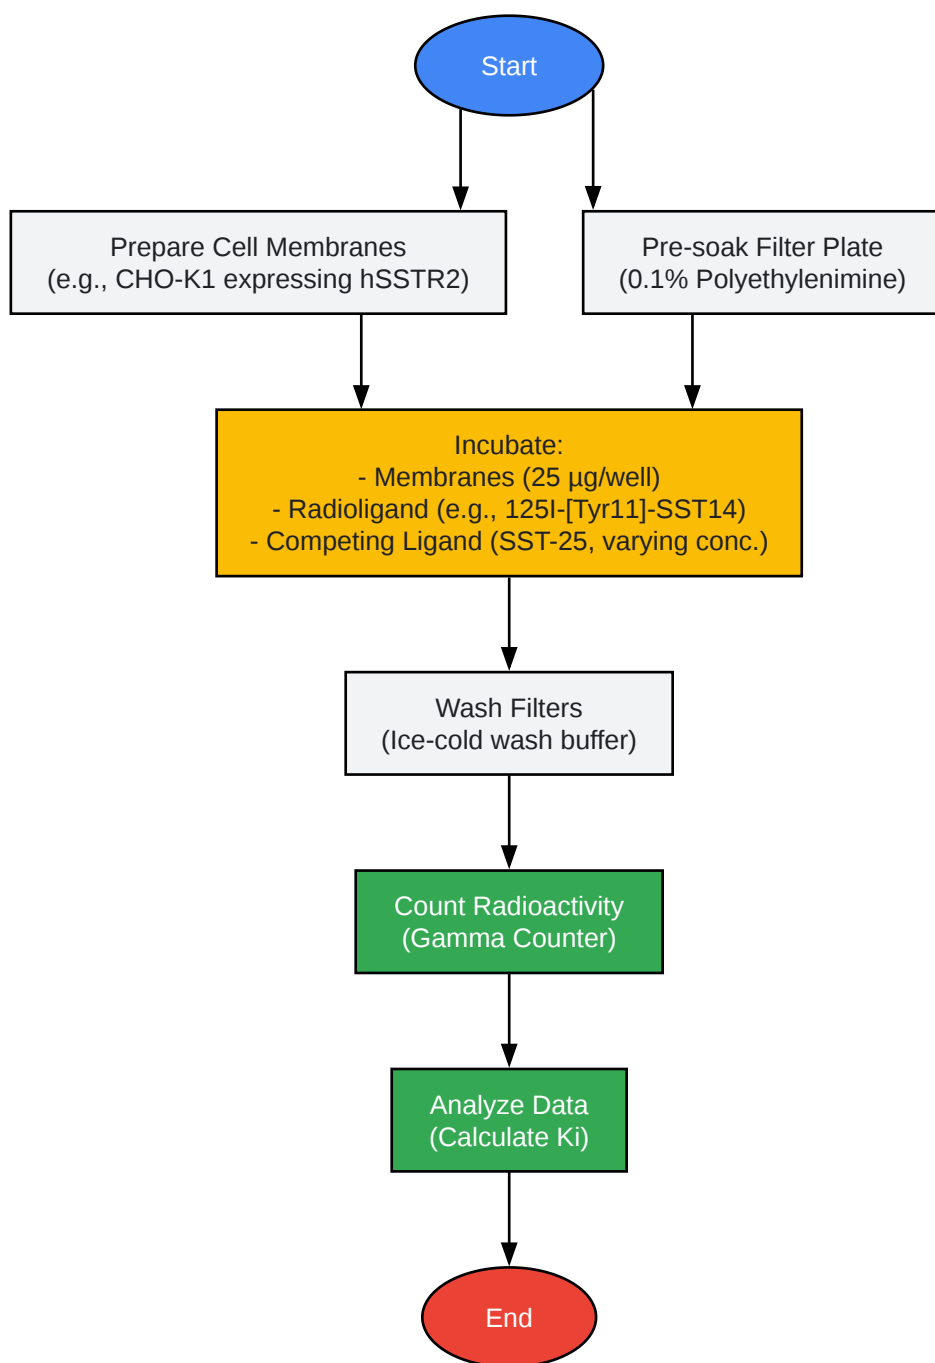 Start
Prepare Cell Membranes
(e.g., CHO-K1 expressing hSSTR2)
Pre-soak Filter Plate
(0.1% Polyethylenimine)
Incubate:
- Membranes (25 µg/well)
- Radioligand (e.g., 125I-[Tyr11]-SST14)
- Competing Ligand (SST-25, varying conc.)
Wash Filters
(Ice-cold wash buffer)
Count Radioactivity
(Gamma Counter)
Analyze Data
(Calculate Ki)
End